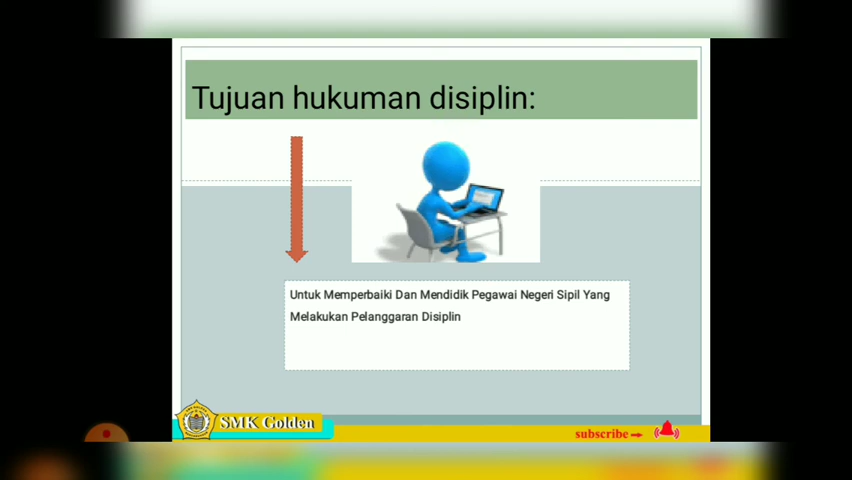 Tujuan hukuman disiplin:
Untuk Memperbaiki Dan Mendidik Pegawai Negeri Sipil Yang
Melakukan Pelanggaran Disiplin
SMK Golden
subscribe